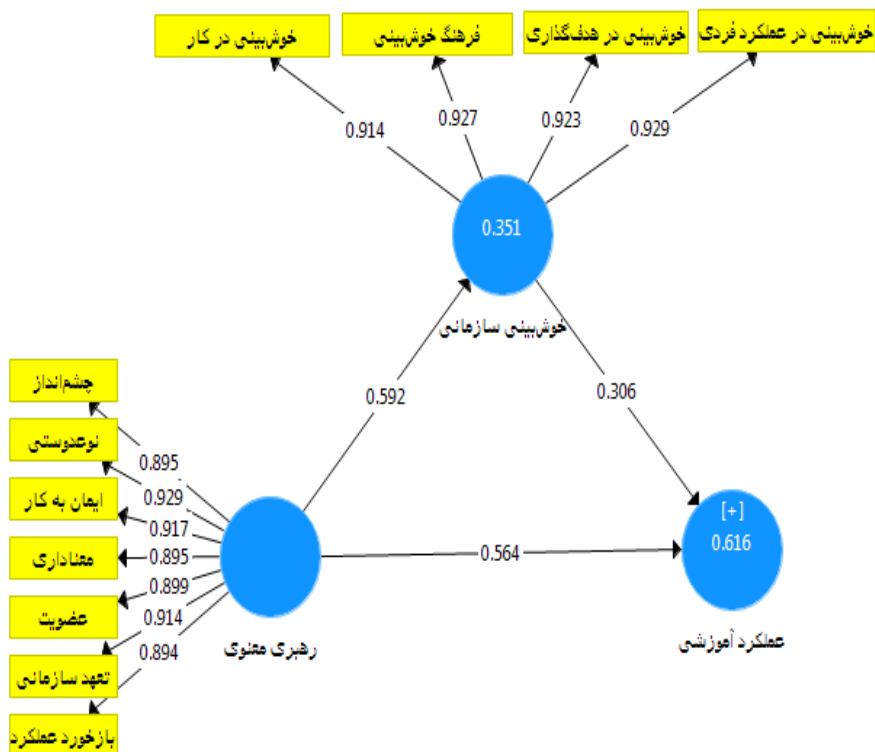 خوش‌بینی در عملکرد فردی
خوش‌بینی در هدف‌گذاری
فرهنگ خوش‌بینی
خوش‌بینی در کار
0.914
0.927
0.923
0.929
0.351
خوش‌بینی سازمانی
0.592
0.306
چشم‌انداز
نوعدوستی
ایمان به کار
معناداری
عضویت
تعهد سازمانی
بازخورد عملکرد
0.895
0.929
0.917
0.895
0.899
0.914
0.894
رهبری معنوی
0.564
[+]
0.616
عملکرد آموزشی